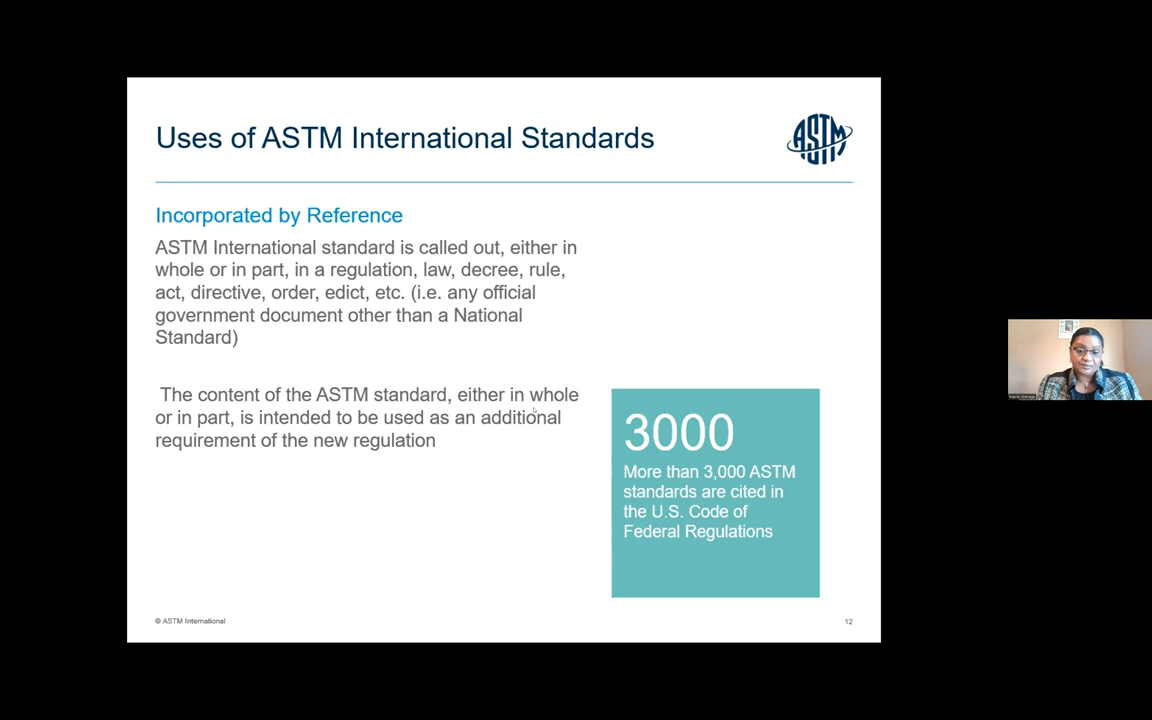 Uses of ASTM International Standards
ASTM
Incorporated by Reference
ASTM International standard is called out, either in
whole or in part, in a regulation, law, decree, rule,
act, directive, order, edict, etc. (i.e. any official
government document other than a National
Standard)
The content of the ASTM standard, either in whole
or in part, is intended to be used as an additional
requirement of the new regulation
3000
More than 3,000 ASTM
standards are cited in
the U.S. Code of
Federal Regulations
© ASTM International
12